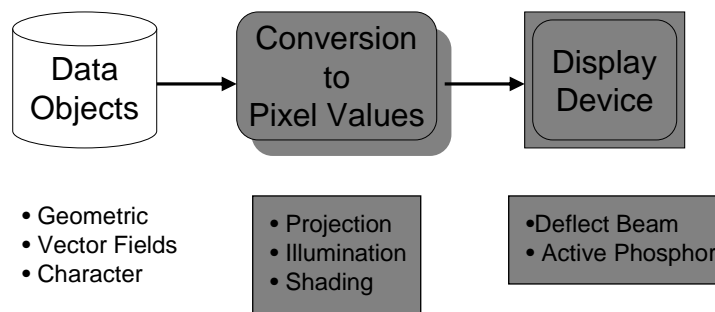 Data
Objects
Conversion
to
Pixel Values
Display
Device
• Geometric
• Vector Fields
• Character
• Projection
• Illumination
• Shading
•Deflect Beam
• Active Phosphor